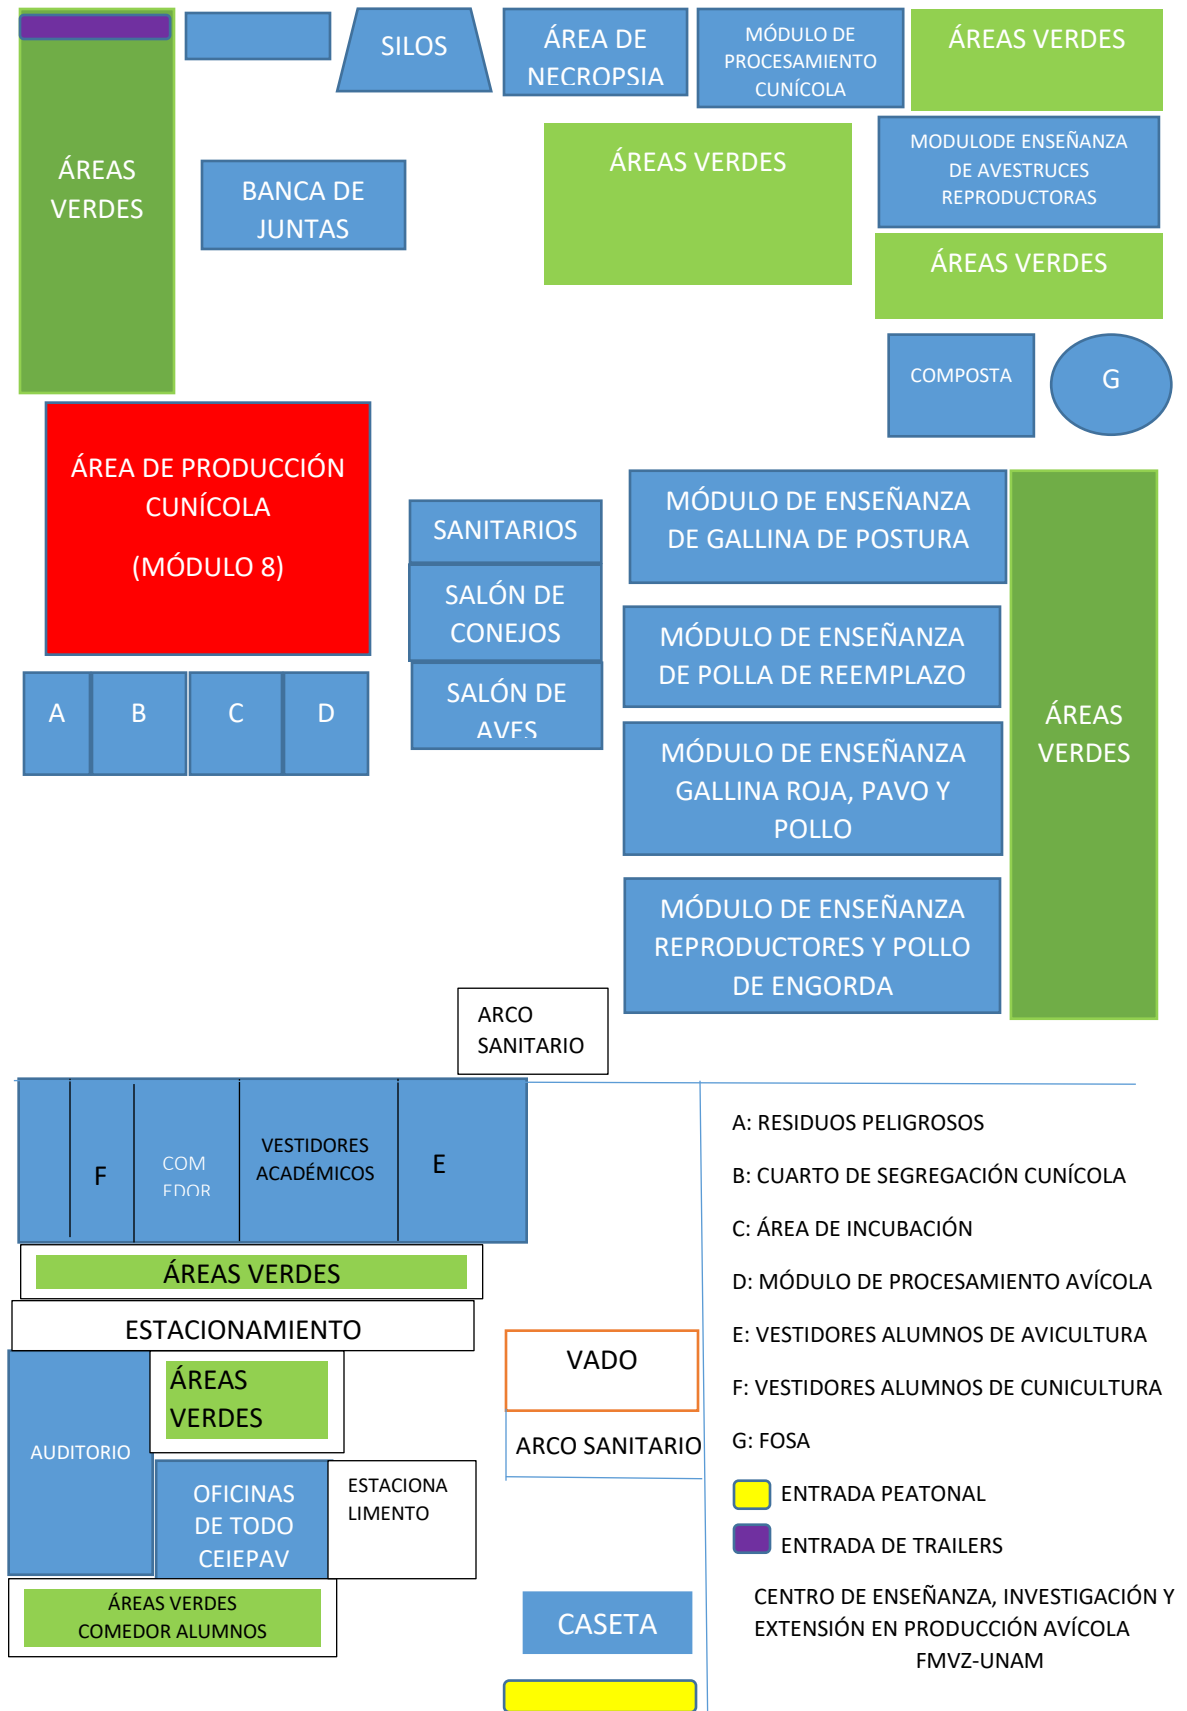 SILOS
ÁREA DE
NECROPSIA
MÓDULO DE
PROCESAMIENTO
CUNÍCOLA
ÁREAS VERDES
ÁREAS
VERDES
BANCA DE
JUNTAS
ÁREAS VERDES
MODULODE ENSEÑANZA
DE AVESTRUCES
REPRODUCTORAS
ÁREAS VERDES
COMPOSTA
G
ÁREA DE PRODUCCIÓN
CUNÍCOLA
(MÓDULO 8)
SANITARIOS
SALÓN DE
CONEJOS
SALÓN DE
AVES
MÓDULO DE ENSEÑANZA
DE GALLINA DE POSTURA
MÓDULO DE ENSEÑANZA
DE POLLA DE REEMPLAZO
MÓDULO DE ENSEÑANZA
GALLINA ROJA, PAVO Y
POLLO
MÓDULO DE ENSEÑANZA
REPRODUCTORES Y POLLO
DE ENGORDA
ÁREAS
VERDES
A
B
C
D
ARCO
SANITARIO
F
COM
EDOR
VESTIDORES
ACADÉMICOS
E
ÁREAS VERDES
ESTACIONAMIENTO
ÁREAS
VERDES
AUDITORIO
OFICINAS
DE TODO
CEIEPAV
ESTACIONA
LIMENTO
ÁREAS VERDES
COMEDOR ALUMNOS
VADO
ARCO SANITARIO
CASETA
A: RESIDUOS PELIGROSOS
B: CUARTO DE SEGREGACIÓN CUNÍCOLA
C: ÁREA DE INCUBACIÓN
D: MÓDULO DE PROCESAMIENTO AVÍCOLA
E: VESTIDORES ALUMNOS DE AVICULTURA
F: VESTIDORES ALUMNOS DE CUNICULTURA
G: FOSA
ENTRADA PEATONAL
ENTRADA DE TRAILERS
CENTRO DE ENSEÑANZA, INVESTIGACIÓN Y
EXTENSIÓN EN PRODUCCIÓN AVÍCOLA
FMVZ-UNAM